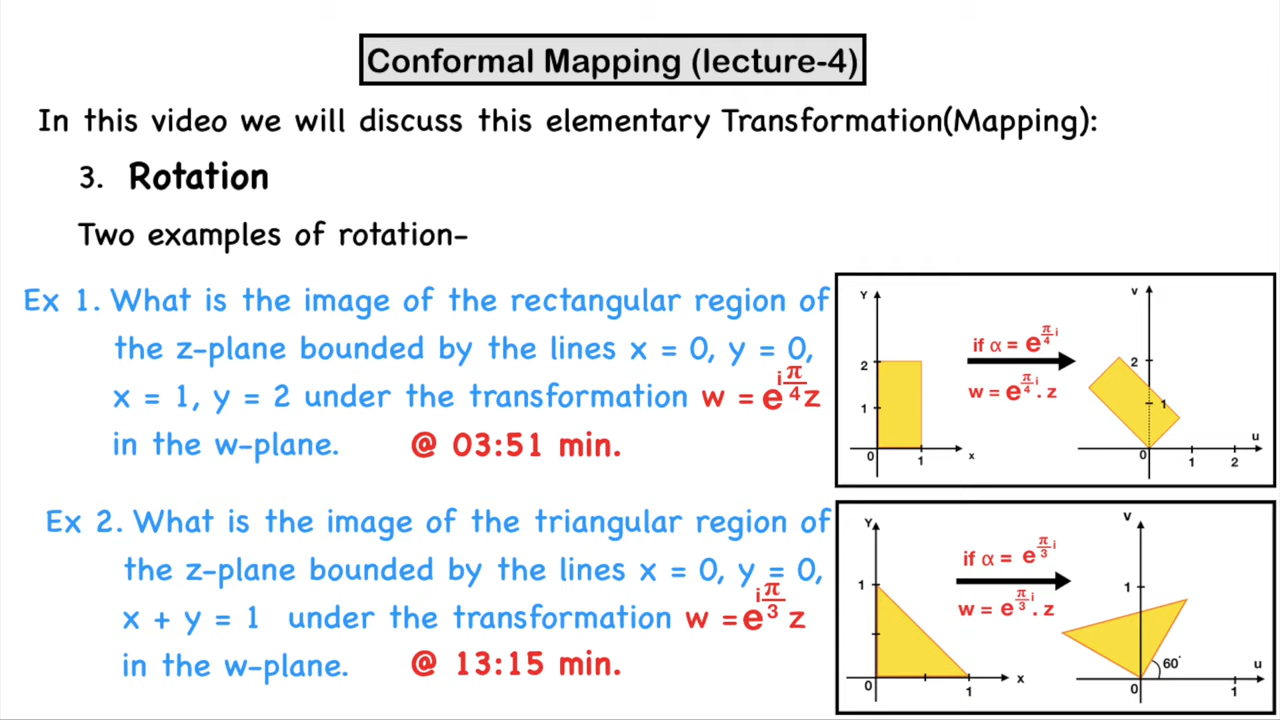 Conformal Mapping (lecture-4)
In this video we will discuss this elementary Transformation(Mapping):
3. Rotation
Two examples of rotation-
Ex 1. What is the image of the rectangular region of
the z-plane bounded by the lines x = 0, y = 0,
x = 1, y = 2 under the transformation w = e^{i π/4} z
in the w-plane. @ 03:51 min.
Y
2
1
0
1
x
if α = e^{π/4 i}
w = e^{π/4 i} . z
v
2
1
0
1
2
u
Ex 2. What is the image of the triangular region of
the z-plane bounded by the lines x = 0, y = 0,
x + y = 1 under the transformation w = e^{i π/3} z
in the w-plane. @ 13:15 min.
Y
1
0
1
x
if α = e^{π/3 i}
w = e^{π/3 i} . z
v
1
60°
0
1
u